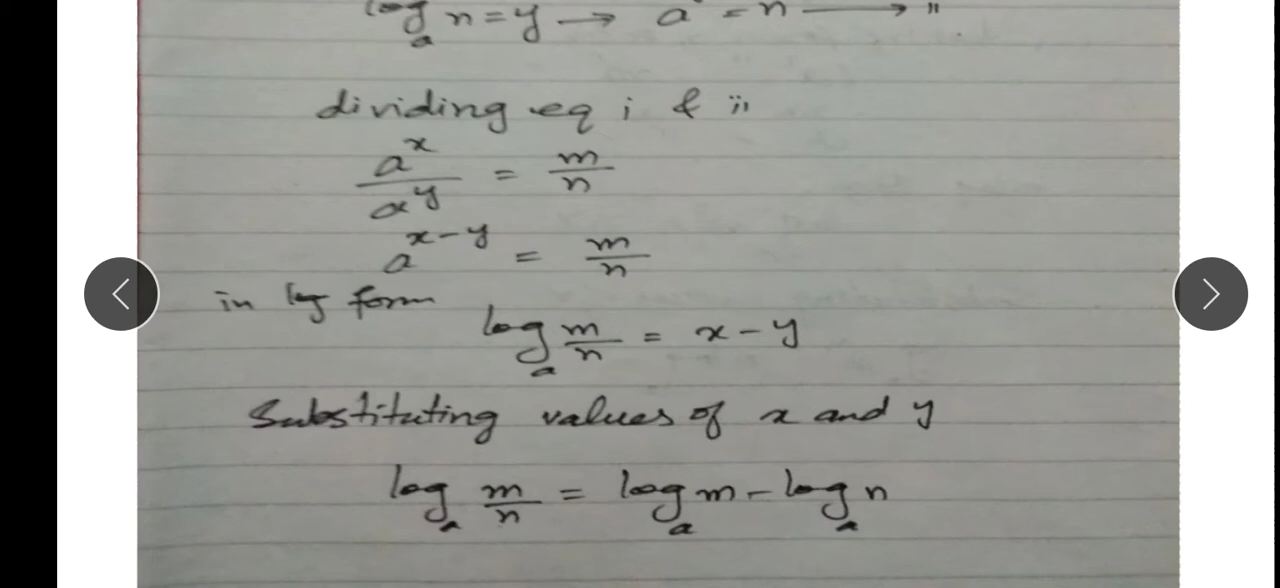 log_a n = y → a = n → ii
dividing eq i & ii
a^x / a^y = m/n
a^(x-y) = m/n
in log form
log_a m/n = x - y
Substituting values of x and y
log_a m/n = log_a m - log_a n